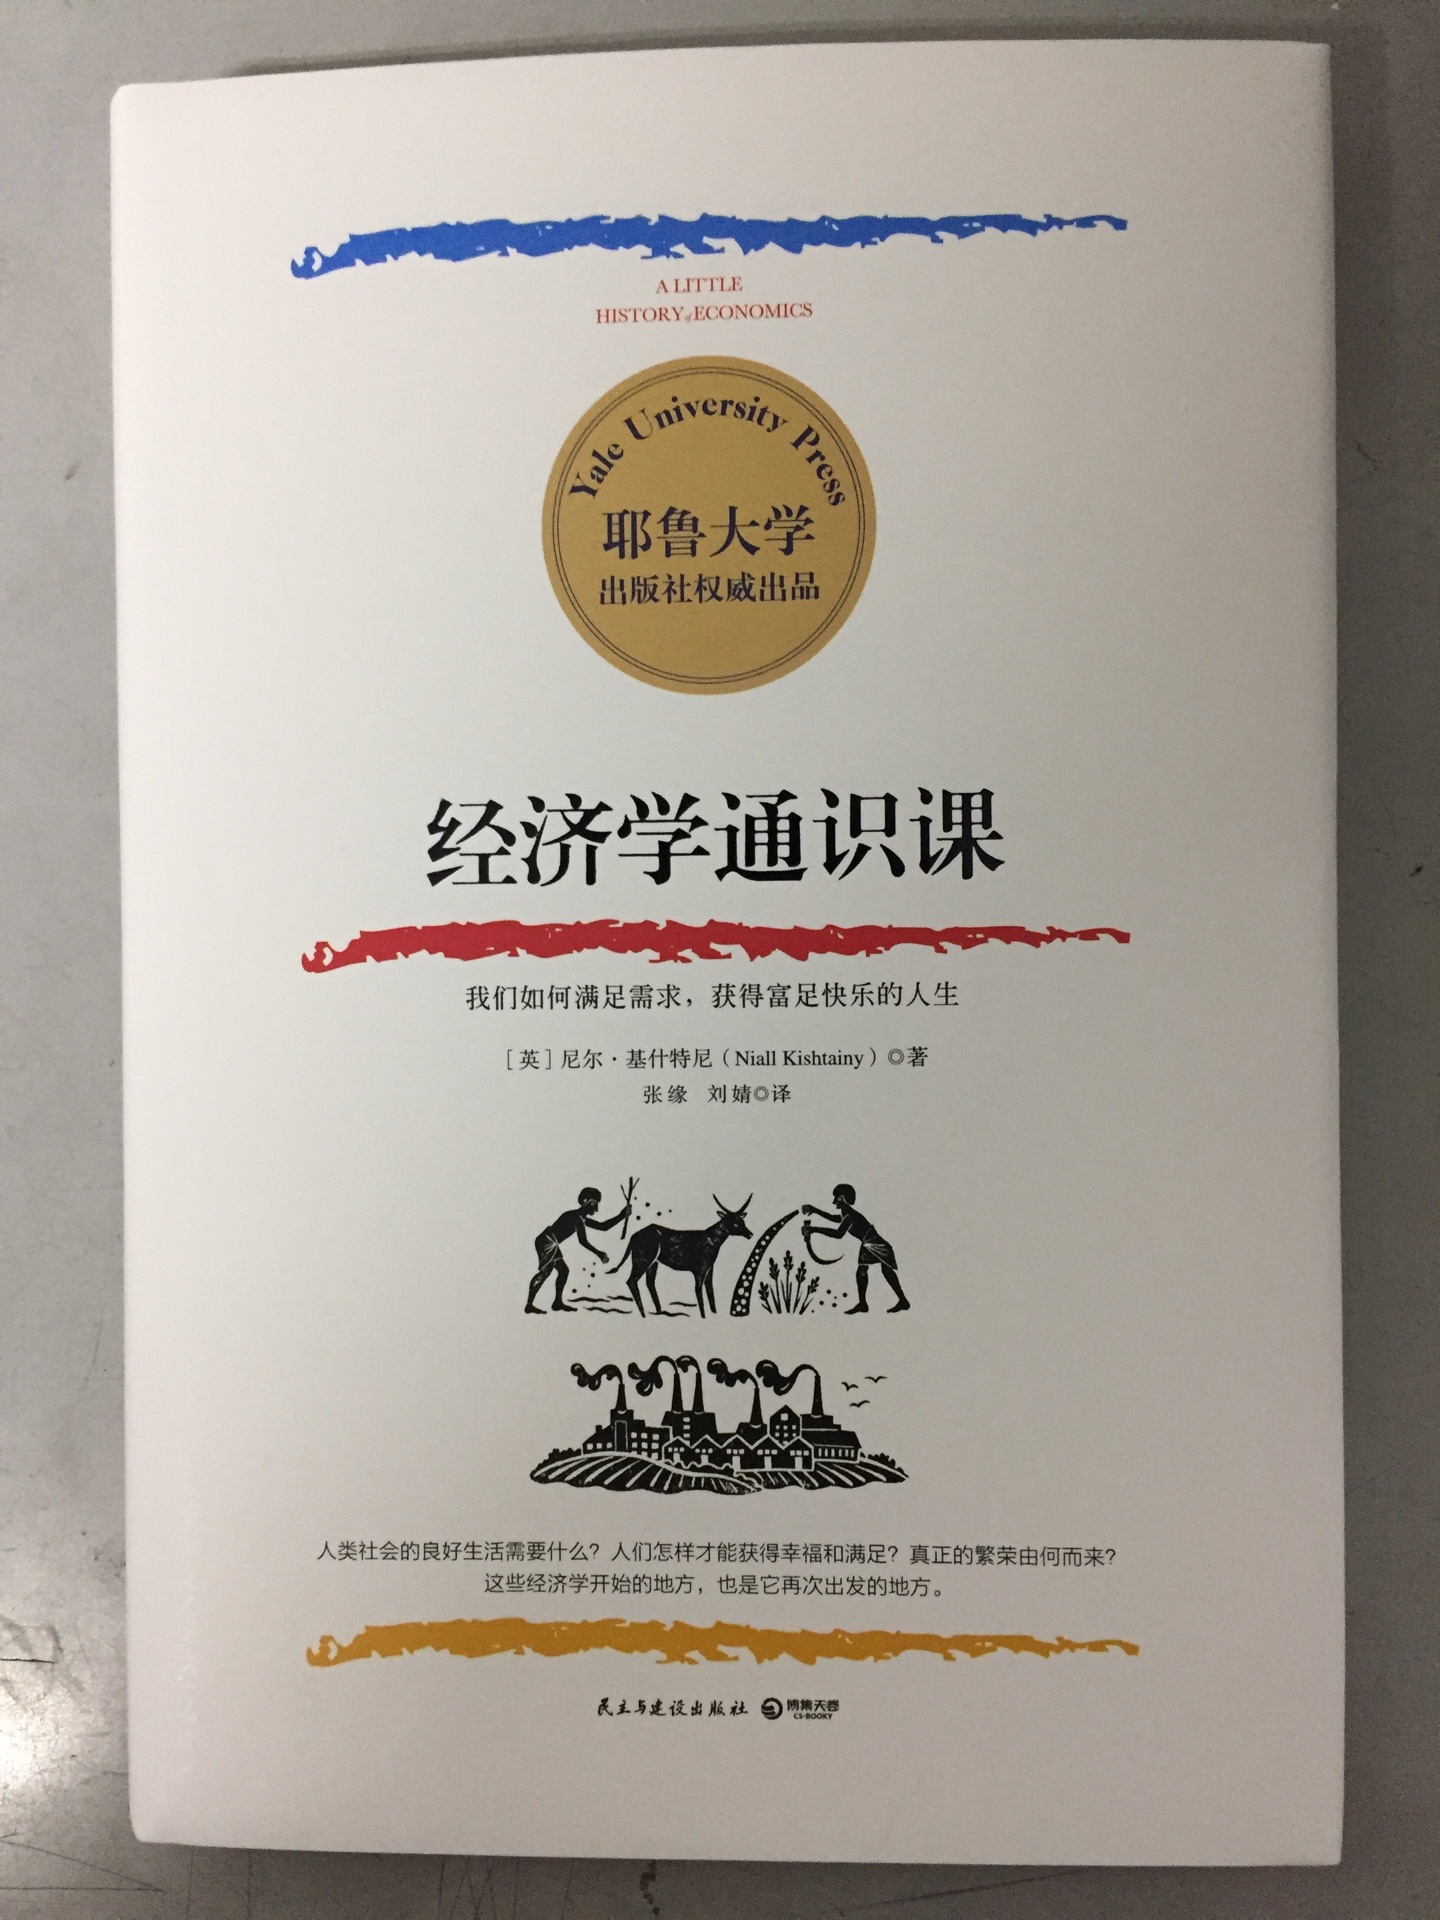 A LITTLE
HISTORY of ECONOMICS
Yale University Press
耶鲁大学
出版社权威出品
经济学通识课
我们如何满足需求，获得富足快乐的人生
［英］尼尔·基什特尼（Niall Kishtainy）◎著
张缘 刘婧◎译
人类社会的良好生活需要什么？人们怎样才能获得幸福和满足？真正的繁荣由何而来？
这些经济学开始的地方，也是它再次出发的地方。
民主与建设出版社 博集天卷
CS-BOOKY